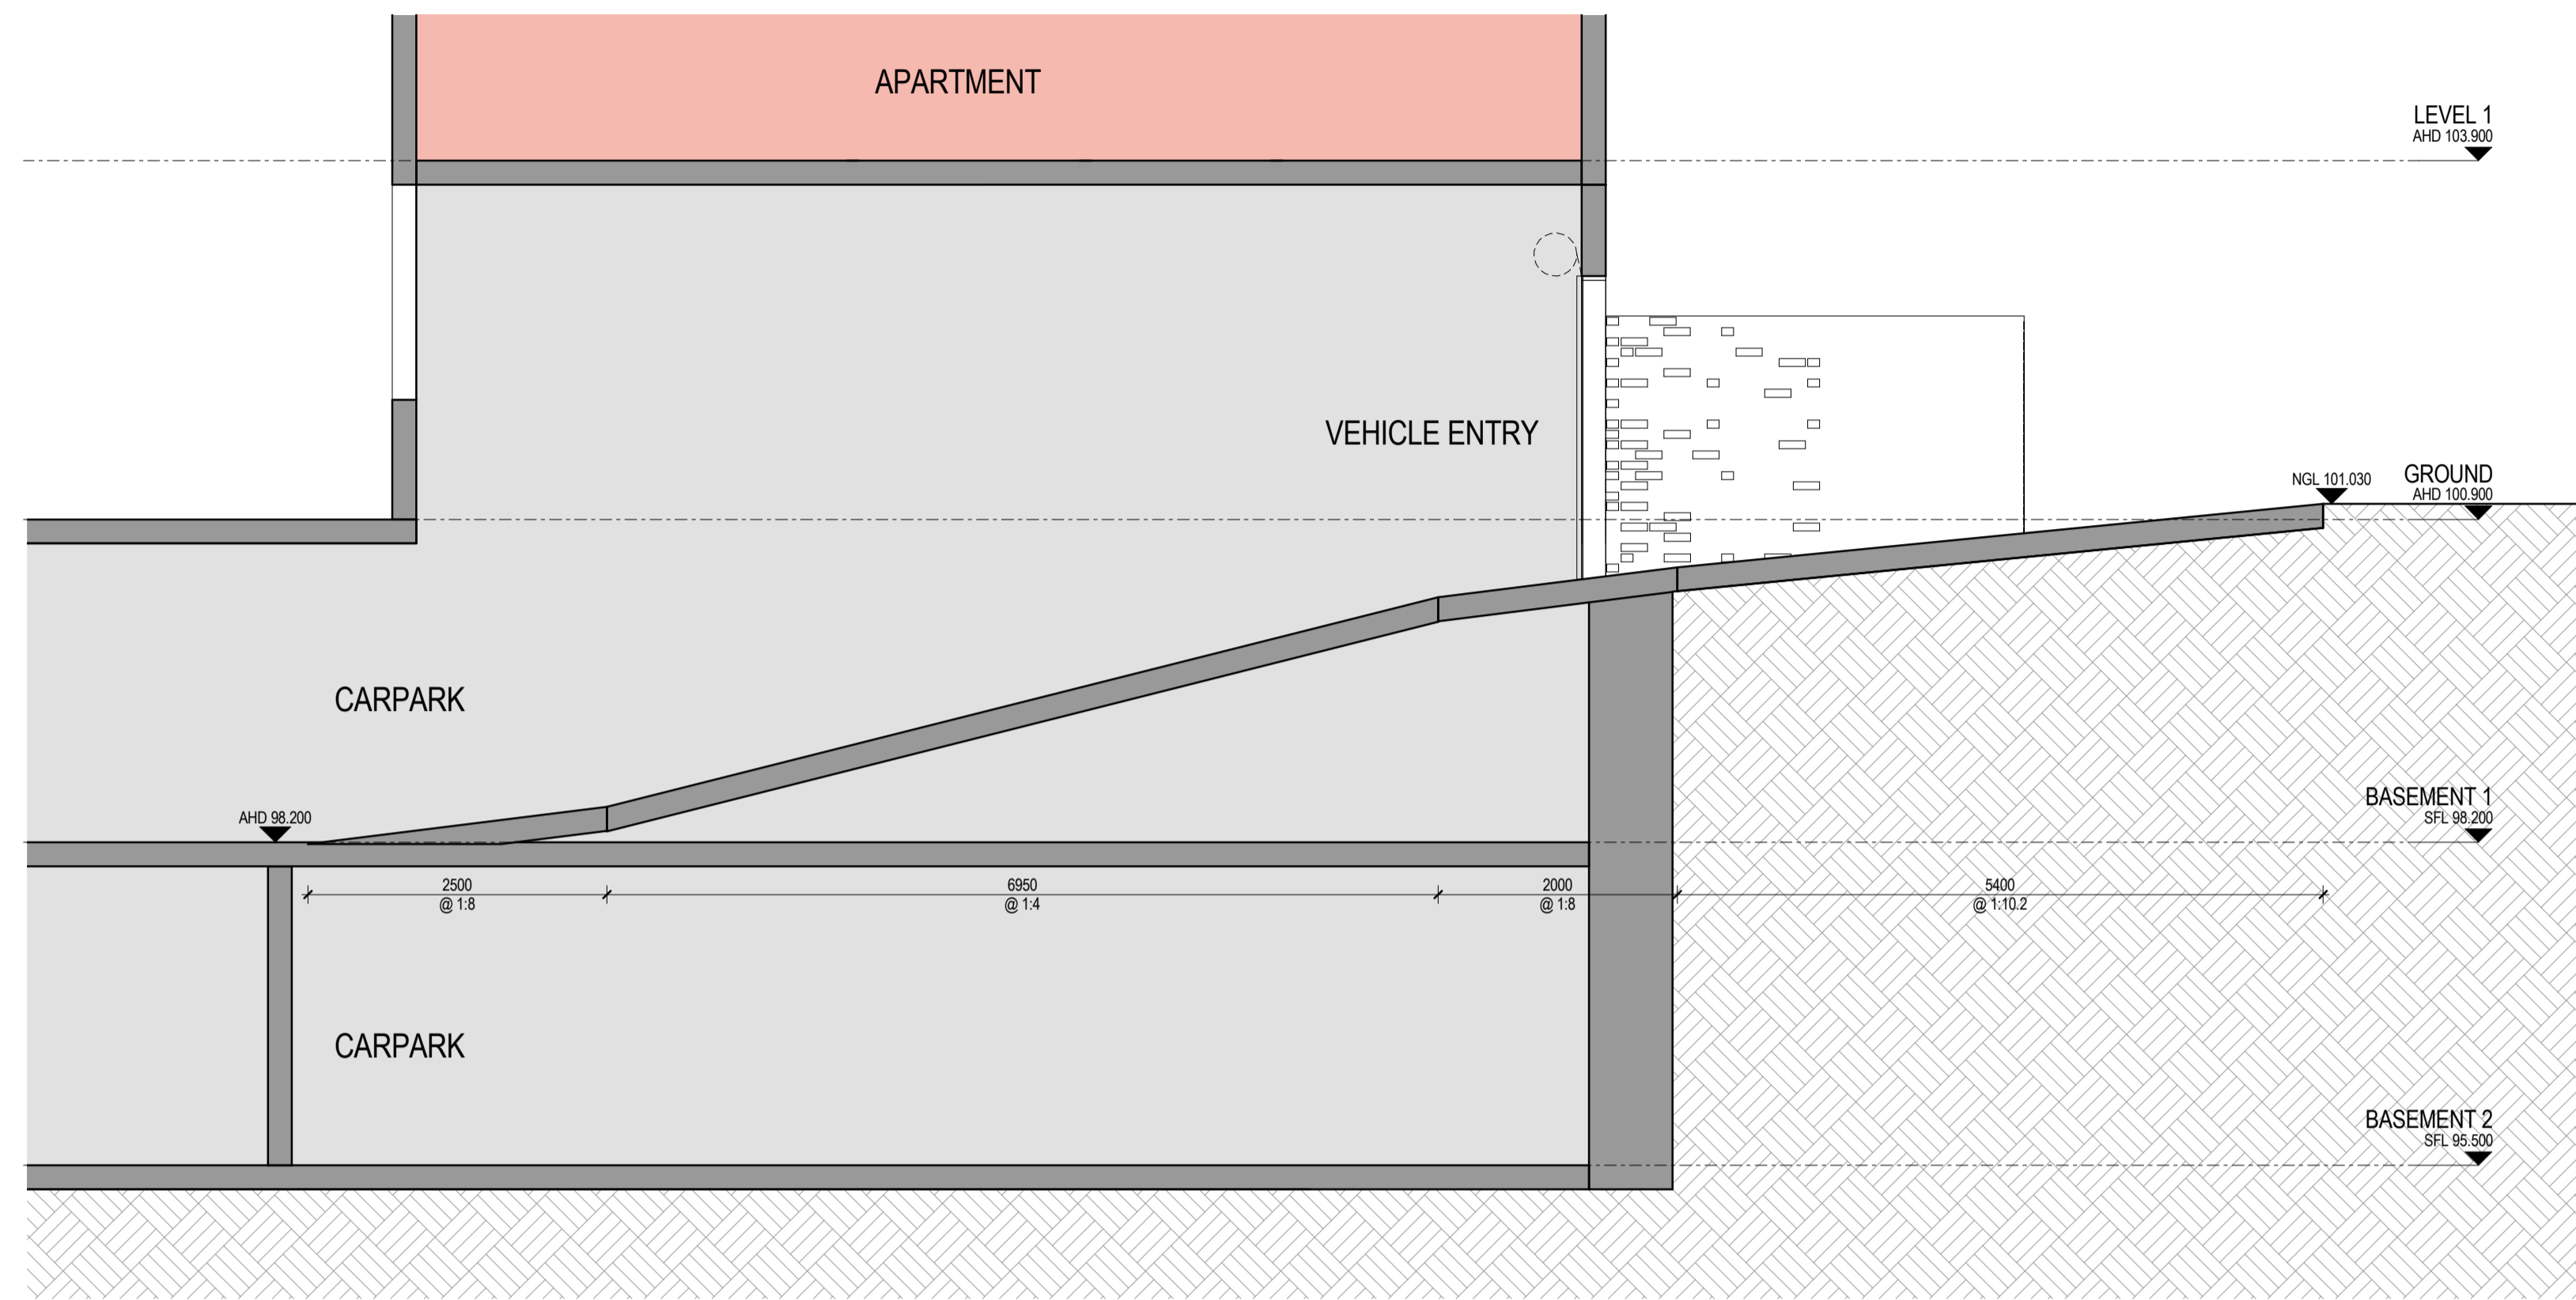 APARTMENT
LEVEL 1
AHD 103.900
VEHICLE ENTRY
NGL 101.030
GROUND
AHD 100.900
CARPARK
AHD 98.200
BASEMENT 1
SFL 98.200
2500
@ 1:8
6950
@ 1:4
2000
@ 1:8
5400
@ 1:10.2
CARPARK
BASEMENT 2
SFL 95.500